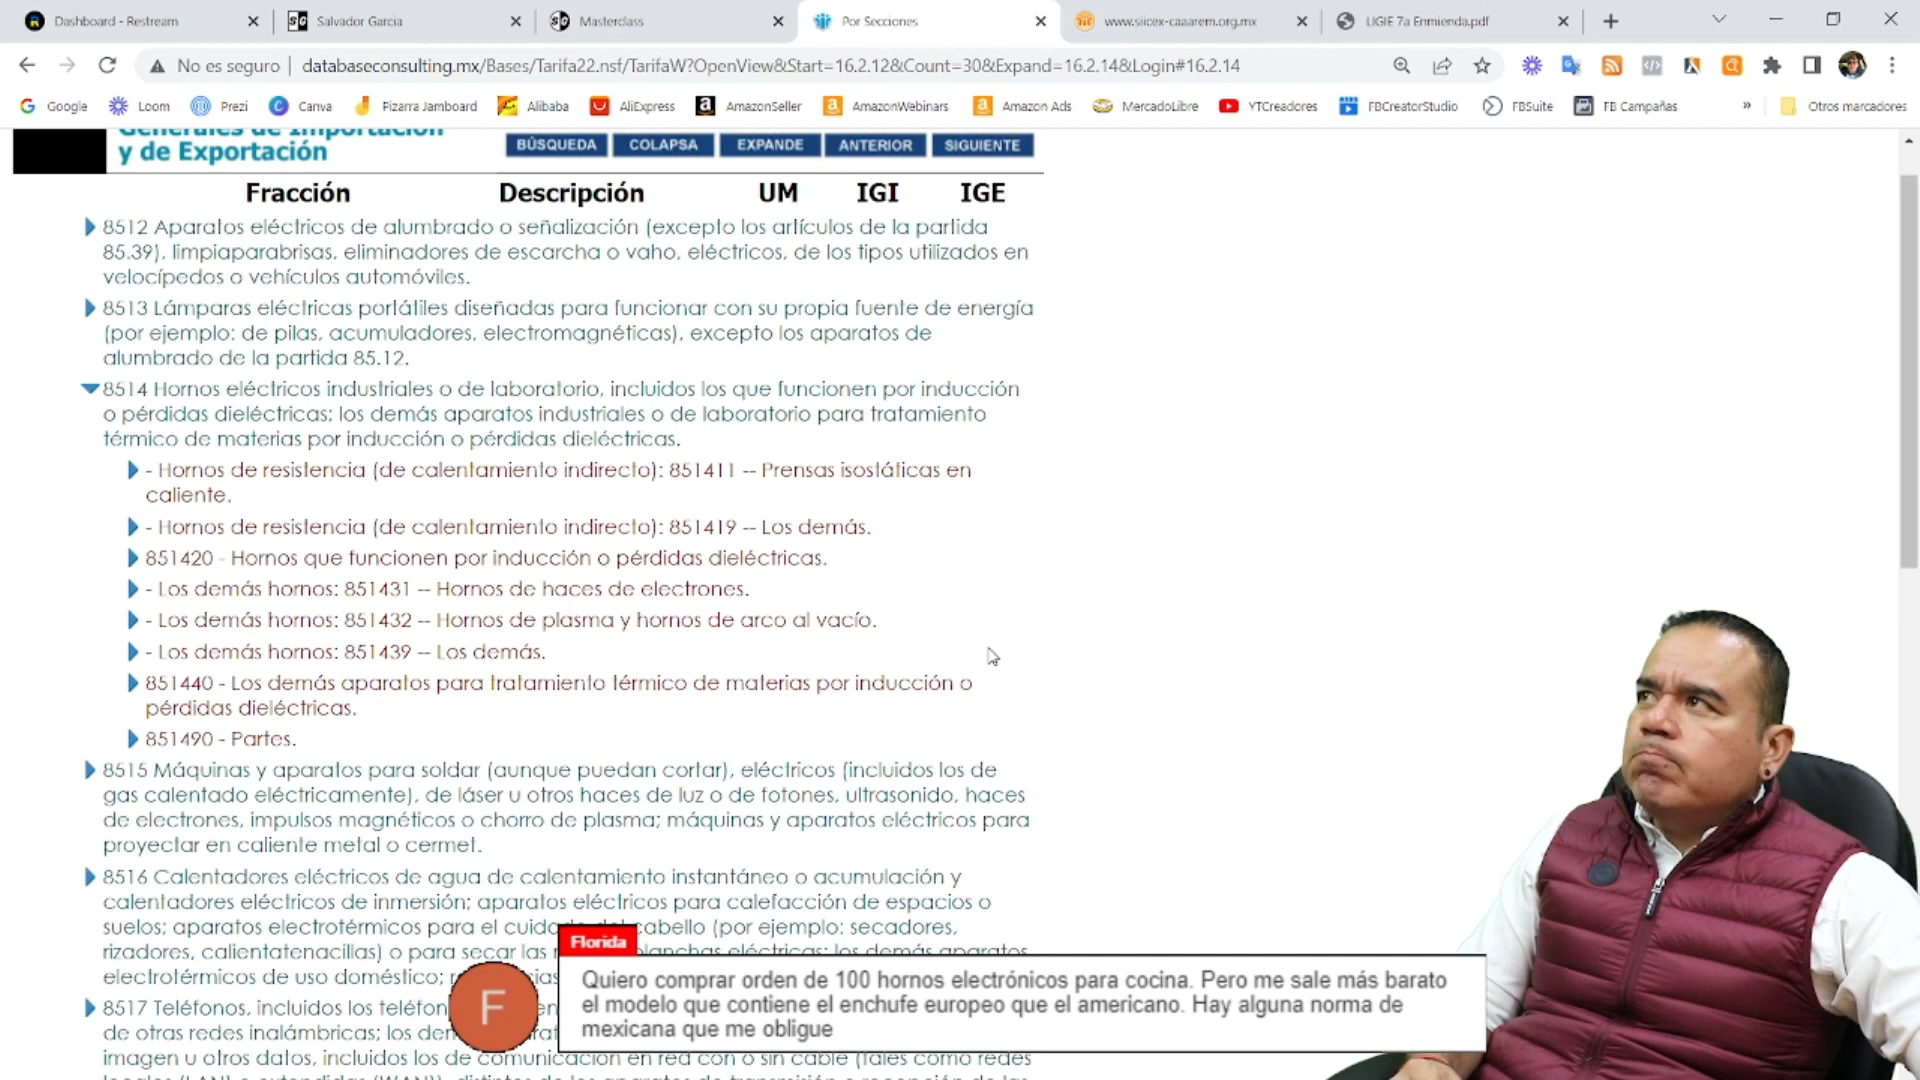 Dashboard - Restream
Salvador Garcia
Masterclass
Por Secciones
www.siicex-caaarem.org.mx
LIGIE 7a Enmienda.pdf
No es seguro | databaseconsulting.mx/Bases/Tarifa22.nsf/TarifaW?OpenView&Start=16.2.12&Count=30&Expand=16.2.14&Login#16.2.14
Google Loom Prezi Canva Pizarra Jamboard Alibaba AliExpress AmazonSeller AmazonWebinars Amazon Ads MercadoLibre YTCreadores FBCreatorStudio FBSuite FB Campañas » Otros marcadores
Generales de Importación
y de Exportación
BÚSQUEDA COLAPSA EXPANDE ANTERIOR SIGUIENTE
Fracción Descripción UM IGI IGE
8512 Aparatos eléctricos de alumbrado o señalización (excepto los artículos de la partida
85.39), limpiaparabrisas, eliminadores de escarcha o vaho, eléctricos, de los tipos utilizados en
velocípedos o vehículos automóviles.
8513 Lámparas eléctricas portátiles diseñadas para funcionar con su propia fuente de energía
(por ejemplo: de pilas, acumuladores, electromagnéticas), excepto los aparatos de
alumbrado de la partida 85.12.
8514 Hornos eléctricos industriales o de laboratorio, incluidos los que funcionen por inducción
o pérdidas dieléctricas; los demás aparatos industriales o de laboratorio para tratamiento
térmico de materias por inducción o pérdidas dieléctricas.
- Hornos de resistencia (de calentamiento indirecto): 851411 -- Prensas isostáticas en
caliente.
- Hornos de resistencia (de calentamiento indirecto): 851419 -- Los demás.
851420 - Hornos que funcionen por inducción o pérdidas dieléctricas.
- Los demás hornos: 851431 -- Hornos de haces de electrones.
- Los demás hornos: 851432 -- Hornos de plasma y hornos de arco al vacío.
- Los demás hornos: 851439 -- Los demás.
851440 - Los demás aparatos para tratamiento térmico de materias por inducción o
pérdidas dieléctricas.
851490 - Partes.
8515 Máquinas y aparatos para soldar (aunque puedan cortar), eléctricos (incluidos los de
gas calentado eléctricamente), de láser u otros haces de luz o de fotones, ultrasonido, haces
de electrones, impulsos magnéticos o chorro de plasma; máquinas y aparatos eléctricos para
proyectar en caliente metal o cermet.
8516 Calentadores eléctricos de agua de calentamiento instantáneo o acumulación y
calentadores eléctricos de inmersión; aparatos eléctricos para calefacción de espacios o
suelos; aparatos electrotérmicos para el cuidado del cabello (por ejemplo: secadores,
rizadores, calientatenacillas) o para secar las planchas eléctricas; los demás aparatos
electrotérmicos de uso doméstico;
8517 Teléfonos, incluidos los
de otras redes inalámbricas; los
imagen u otros datos, incluidos los de comunicación en red con o sin cable (tales como redes
Florida
F
Quiero comprar orden de 100 hornos electrónicos para cocina. Pero me sale más barato
el modelo que contiene el enchufe europeo que el americano. Hay alguna norma de
mexicana que me obligue